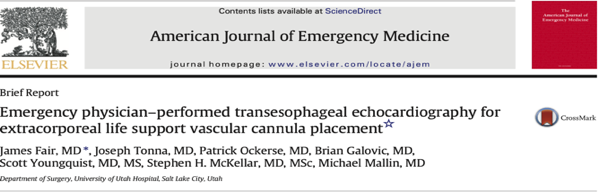 Contents lists available at ScienceDirect
American Journal of Emergency Medicine
journal homepage: www.elsevier.com/locate/ajem
ELSEVIER
The
American Journal of
Emergency Medicine
Brief Report
Emergency physician–performed transesophageal echocardiography for
extracorporeal life support vascular cannula placement☆
CrossMark
James Fair, MD *, Joseph Tonna, MD, Patrick Ockerse, MD, Brian Galovic, MD,
Scott Youngquist, MD, MS, Stephen H. McKellar, MD, MSc, Michael Mallin, MD
Department of Surgery, University of Utah Hospital, Salt Lake City, Utah